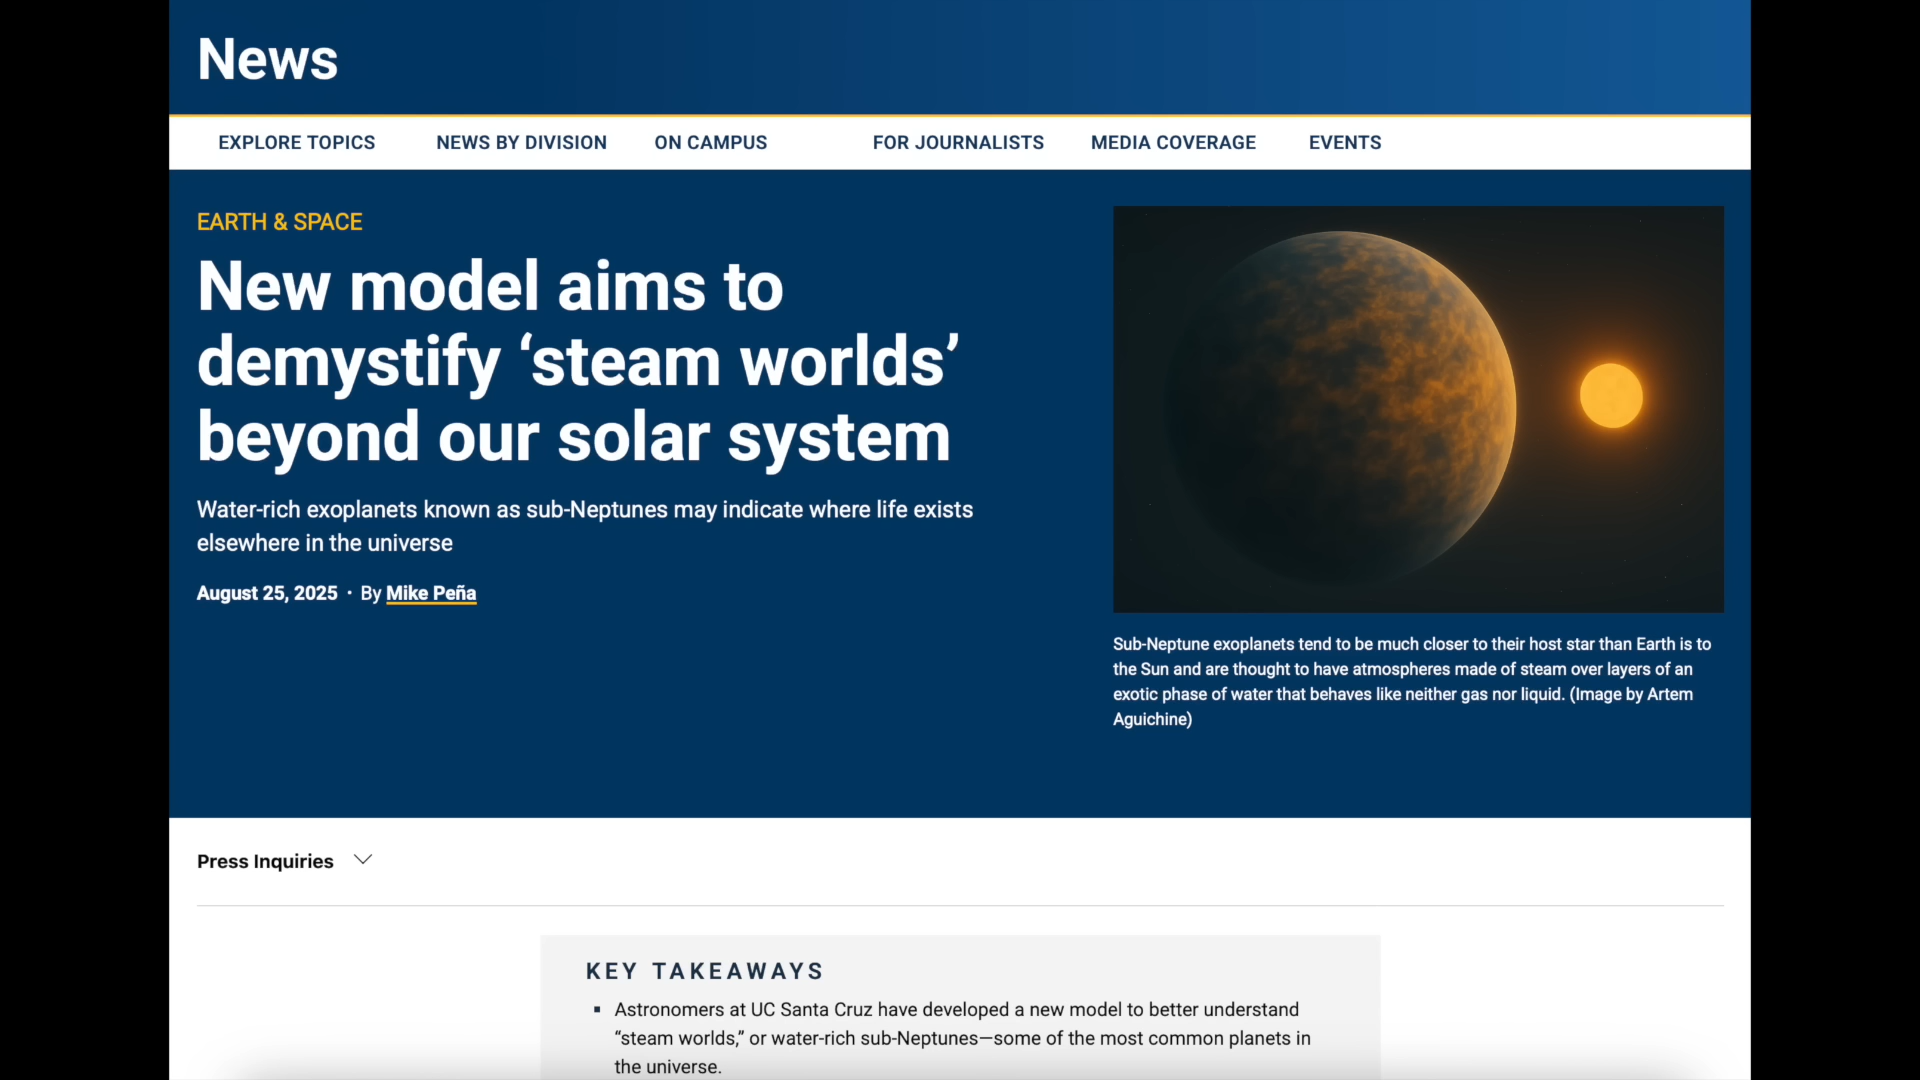 News
EXPLORE TOPICS NEWS BY DIVISION ON CAMPUS FOR JOURNALISTS MEDIA COVERAGE EVENTS
EARTH & SPACE
New model aims to
demystify ‘steam worlds’
beyond our solar system
Water-rich exoplanets known as sub-Neptunes may indicate where life exists
elsewhere in the universe
August 25, 2025 · By Mike Peña
Sub-Neptune exoplanets tend to be much closer to their host star than Earth is to
the Sun and are thought to have atmospheres made of steam over layers of an
exotic phase of water that behaves like neither gas nor liquid. (Image by Artem
Aguichine)
Press Inquiries
KEY TAKEAWAYS
▪ Astronomers at UC Santa Cruz have developed a new model to better understand
“steam worlds,” or water-rich sub-Neptunes—some of the most common planets in
the universe.